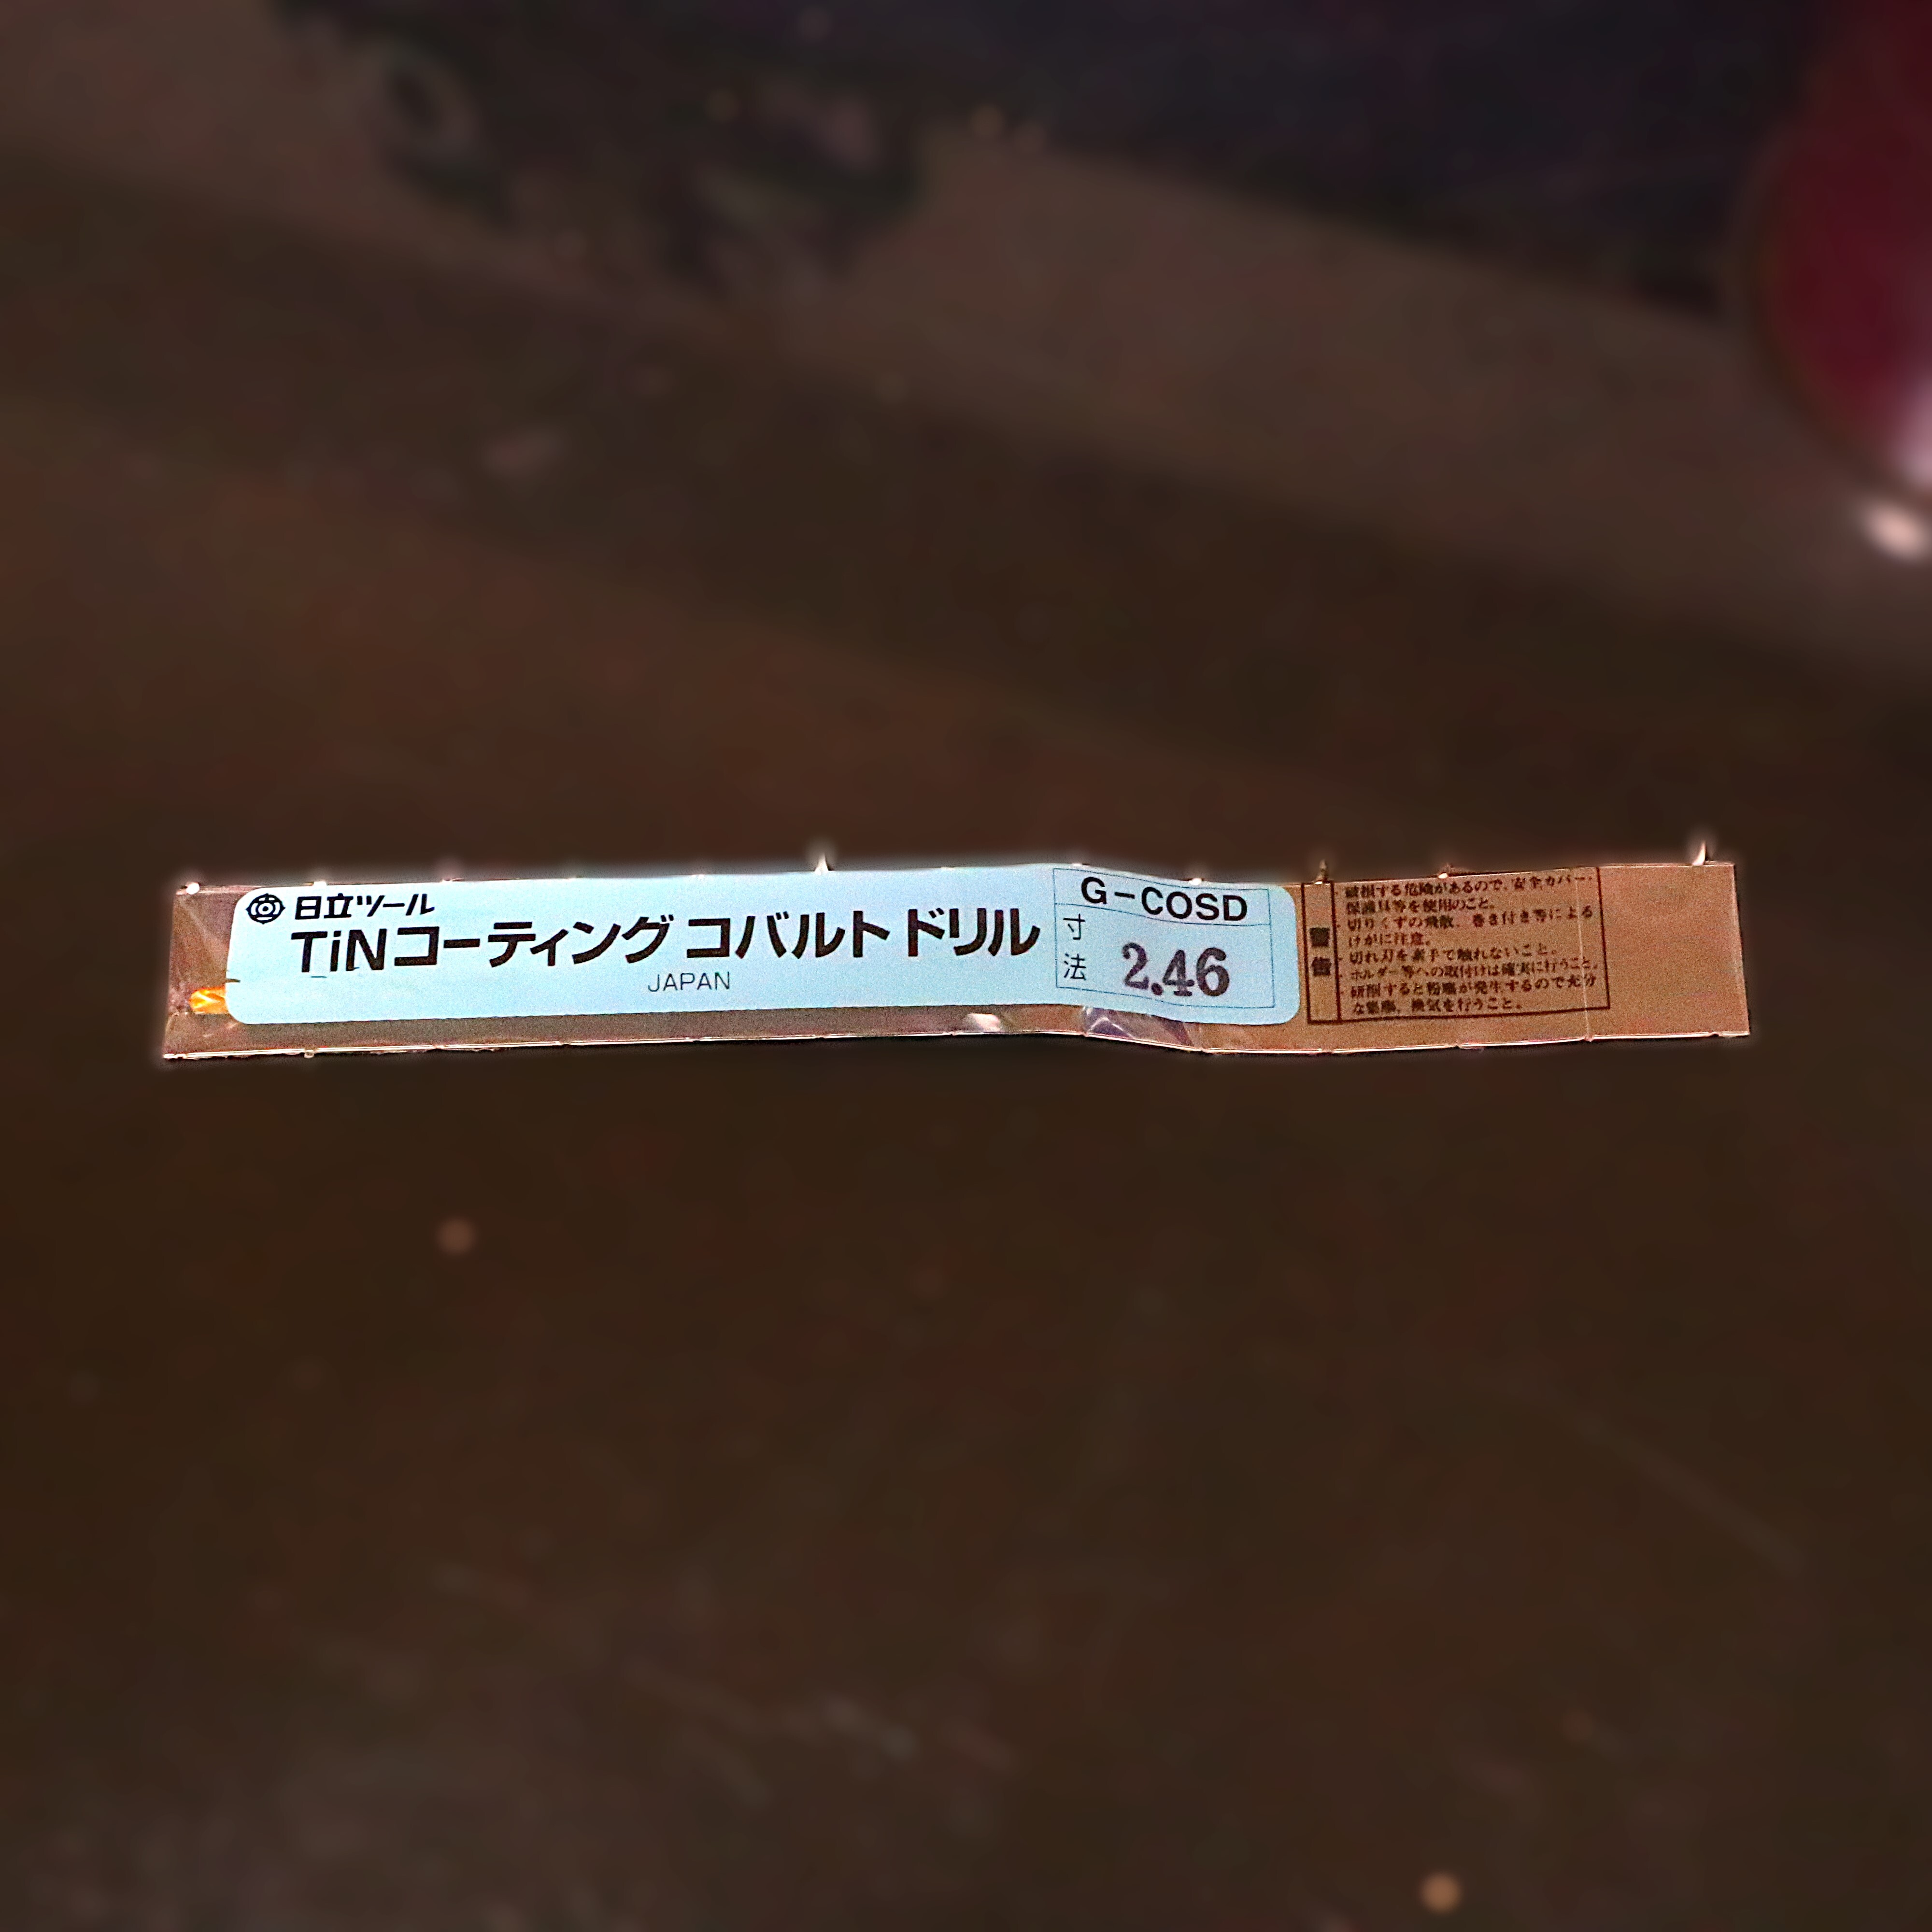 日立ツール
TiNコーティング コバルト ドリル
JAPAN
G-COSD
寸法
2.46
警告
破損する危険があるので、安全カバー・
保護具等を使用のこと。
・切りくずの飛散、巻き付き等による
けがに注意。
・切れ刃を素手で触れないこと。
・ホルダー等への取付けは確実に行うこと。
・研削すると粉塵が発生するので充分
な集塵、換気を行うこと。